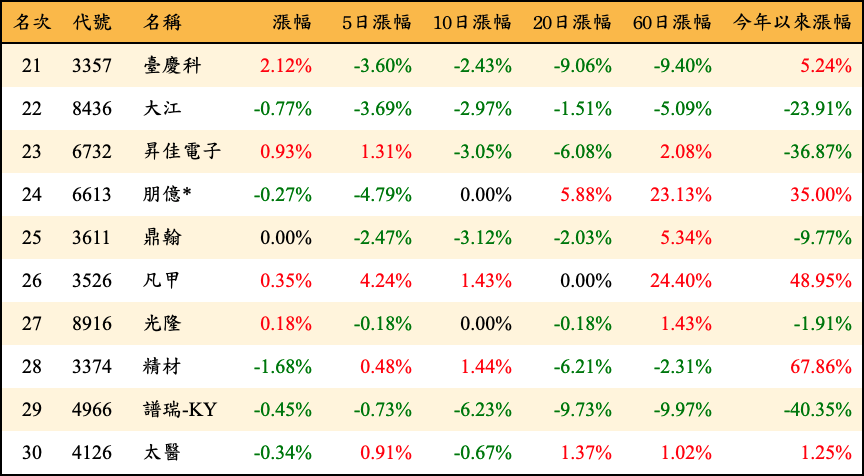 名次 代號 名稱 漲幅 5日漲幅 10日漲幅 20日漲幅 60日漲幅 今年以來漲幅
21 3357 臺慶科 2.12% -3.60% -2.43% -9.06% -9.40% 5.24%
22 8436 大江 -0.77% -3.69% -2.97% -1.51% -5.09% -23.91%
23 6732 昇佳電子 0.93% 1.31% -3.05% -6.08% 2.08% -36.87%
24 6613 朋億* -0.27% -4.79% 0.00% 5.88% 23.13% 35.00%
25 3611 鼎翰 0.00% -2.47% -3.12% -2.03% 5.34% -9.77%
26 3526 凡甲 0.35% 4.24% 1.43% 0.00% 24.40% 48.95%
27 8916 光隆 0.18% -0.18% 0.00% -0.18% 1.43% -1.91%
28 3374 精材 -1.68% 0.48% 1.44% -6.21% -2.31% 67.86%
29 4966 譜瑞-KY -0.45% -0.73% -6.23% -9.73% -9.97% -40.35%
30 4126 太醫 -0.34% 0.91% -0.67% 1.37% 1.02% 1.25%